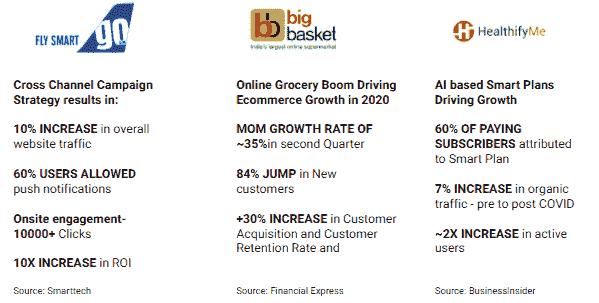 FLY SMART
go
bb
big
basket
India's largest online supermarket
HealthifyMe
Cross Channel Campaign
Strategy results in:
10% INCREASE in overall
website traffic
60% USERS ALLOWED
push notifications
Onsite engagement-
10000+ Clicks
10X INCREASE in ROI
Source: Smarttech
Online Grocery Boom Driving
Ecommerce Growth in 2020
MOM GROWTH RATE OF
~35%in second Quarter
84% JUMP in New
customers
+30% INCREASE in Customer
Acquisition and Customer
Retention Rate and
Source: Financial Express
AI based Smart Plans
Driving Growth
60% OF PAYING
SUBSCRIBERS attributed
to Smart Plan
7% INCREASE in organic
traffic - pre to post COVID
~2X INCREASE in active
users
Source: BusinessInsider